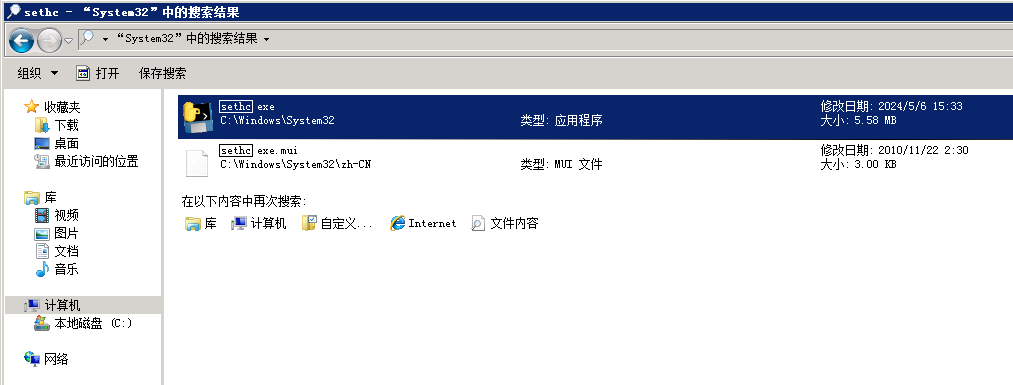 sethc - “System32”中的搜索结果
“System32”中的搜索结果
组织 打开 保存搜索
收藏夹
下载
桌面
最近访问的位置
库
视频
图片
文档
音乐
计算机
本地磁盘 (C:)
网络
sethc exe 修改日期: 2024/5/6 15:33
C:\Windows\System32 类型: 应用程序 大小: 5.58 MB
sethc exe.mui 修改日期: 2010/11/22 2:30
C:\Windows\System32\zh-CN 类型: MUI 文件 大小: 3.00 KB
在以下内容中再次搜索:
库 计算机 自定义... Internet 文件内容